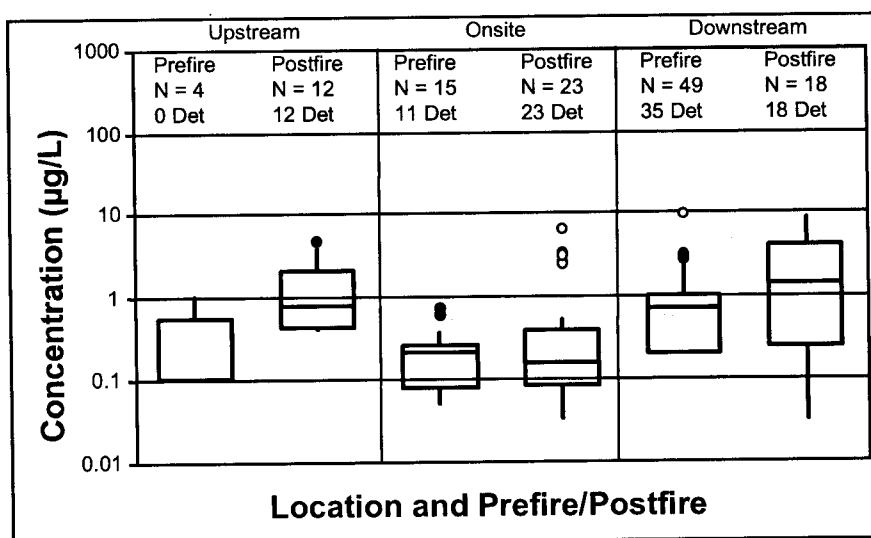 Upstream Onsite Downstream
1000
Prefire Postfire Prefire Postfire Prefire Postfire
N = 4 N = 12 N = 15 N = 23 N = 49 N = 18
0 Det 12 Det 11 Det 23 Det 35 Det 18 Det
100
10
1
0.1
0.01
Concentration (µg/L)
Location and Prefire/Postfire